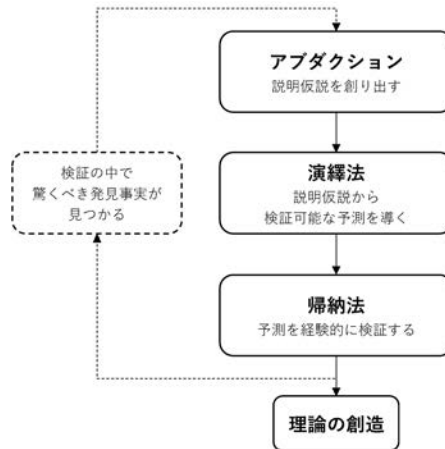 アブダクション
説明仮説を創り出す
検証の中で
驚くべき発見事実が
見つかる
演繹法
説明仮説から
検証可能な予測を導く
帰納法
予測を経験的に検証する
理論の創造